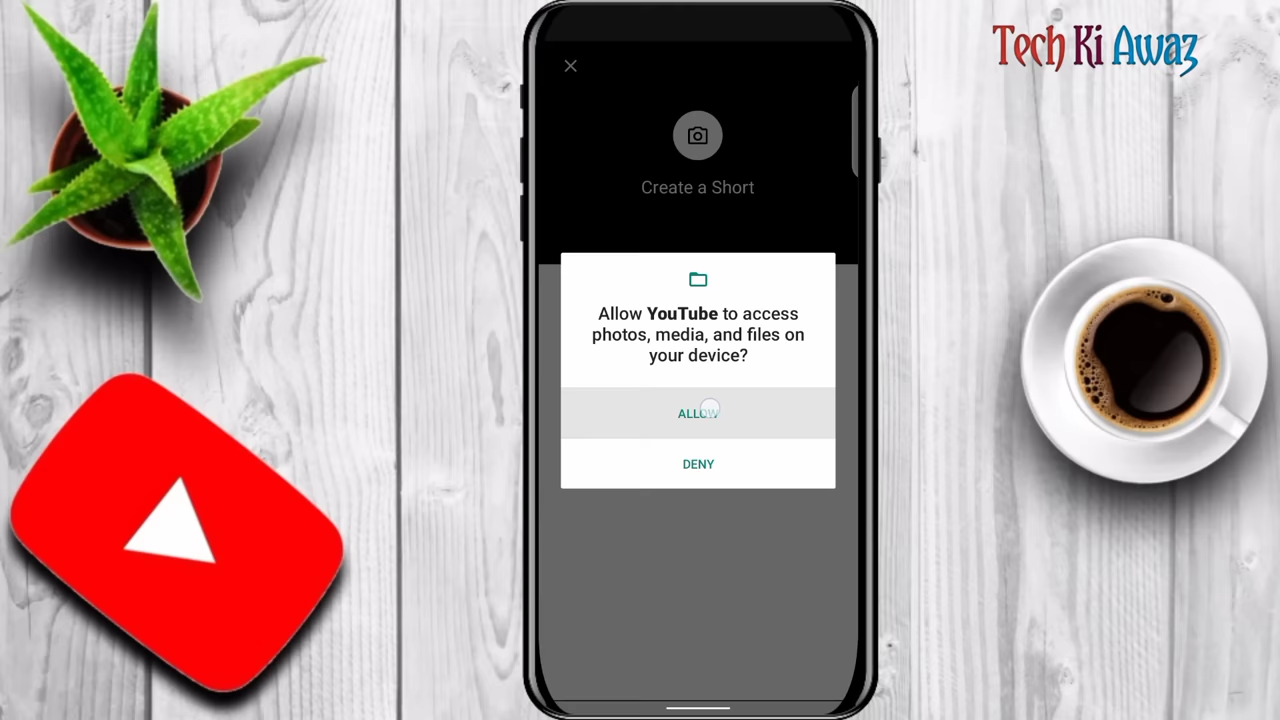 Tech Ki Awaz
Create a Short
Allow YouTube to access
photos, media, and files on
your device?
ALLOW
DENY